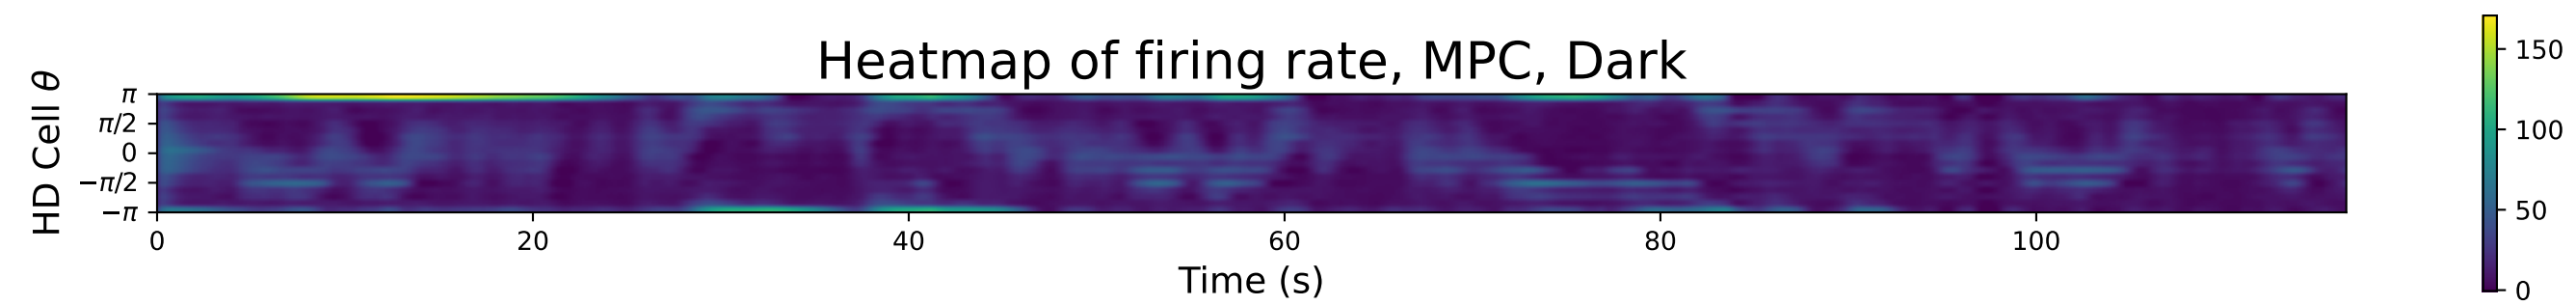 Heatmap of firing rate, MPC, Dark
HD Cell θ
π
π/2
0
−π/2
−π
0 20 40 60 80 100
Time (s)
150
100
50
0